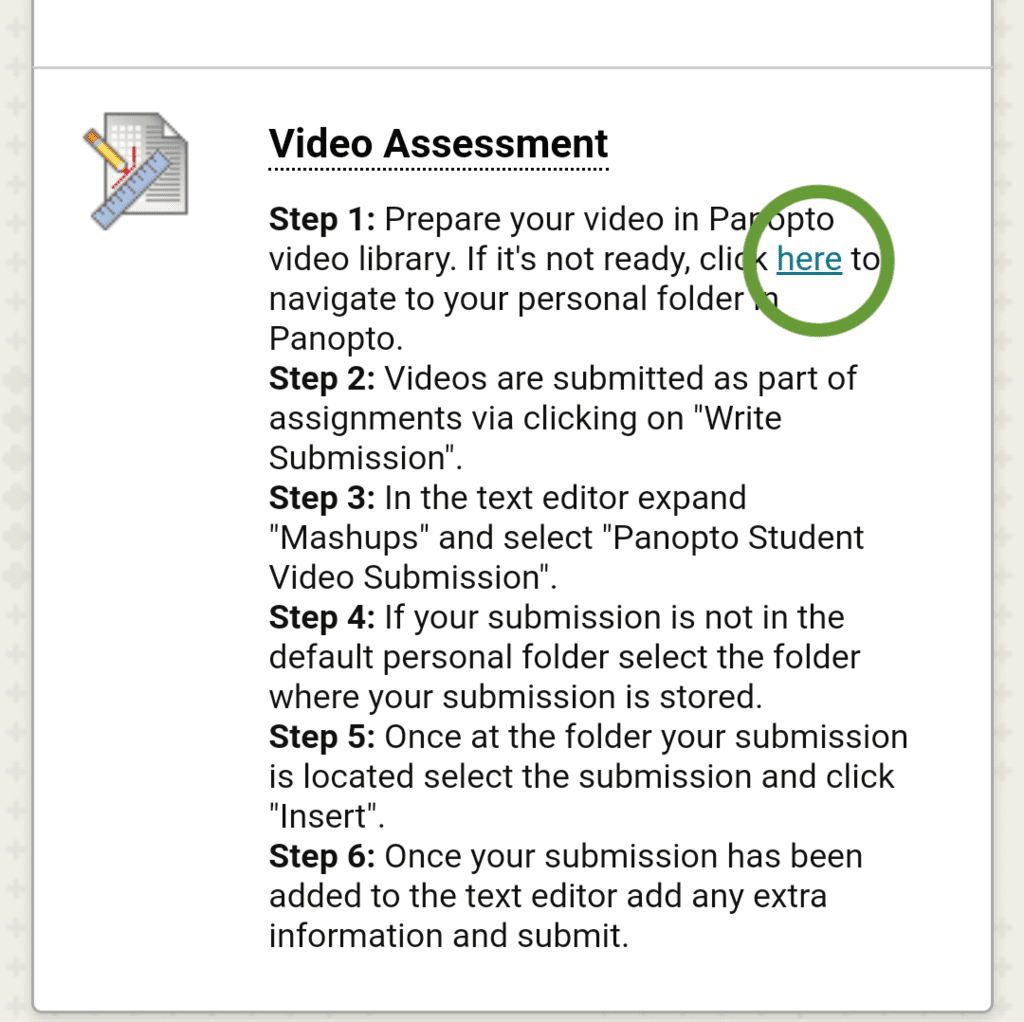 Video Assessment
Step 1: Prepare your video in Panopto
video library. If it's not ready, click here to
navigate to your personal folder in
Panopto.
Step 2: Videos are submitted as part of
assignments via clicking on "Write
Submission".
Step 3: In the text editor expand
"Mashups" and select "Panopto Student
Video Submission".
Step 4: If your submission is not in the
default personal folder select the folder
where your submission is stored.
Step 5: Once at the folder your submission
is located select the submission and click
"Insert".
Step 6: Once your submission has been
added to the text editor add any extra
information and submit.